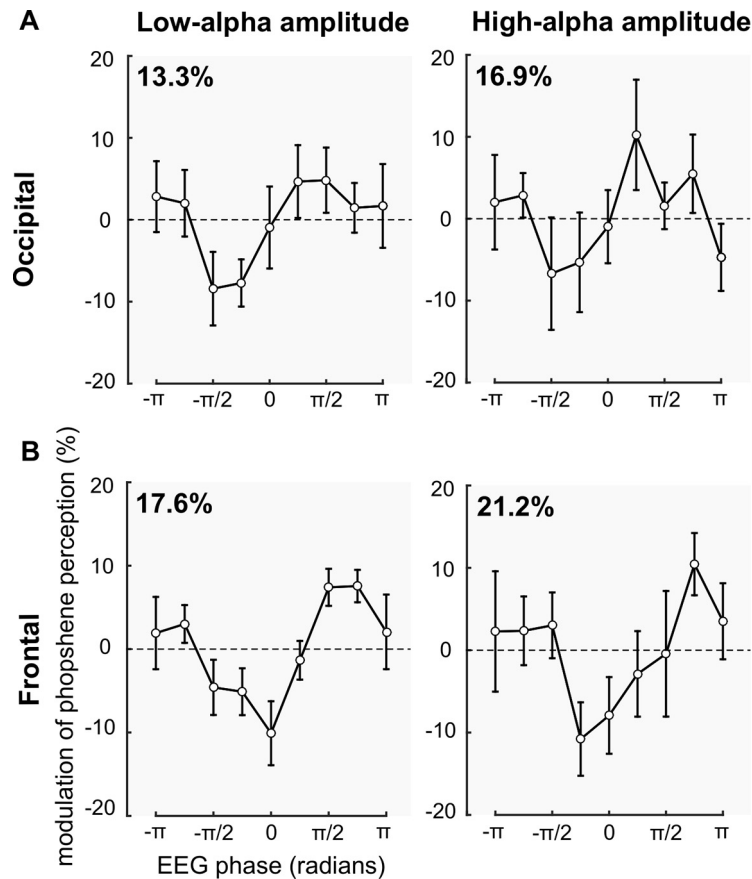 A
Low-alpha amplitude
High-alpha amplitude
Occipital
20
10
0
-10
-20
13.3%
-π
-π/2
0
π/2
π
20
10
0
-10
-20
16.9%
-π
-π/2
0
π/2
π
B
Frontal
modulation of phopshene perception (%)
20
10
0
-10
-20
17.6%
-π
-π/2
0
π/2
π
EEG phase (radians)
20
10
0
-10
-20
21.2%
-π
-π/2
0
π/2
π